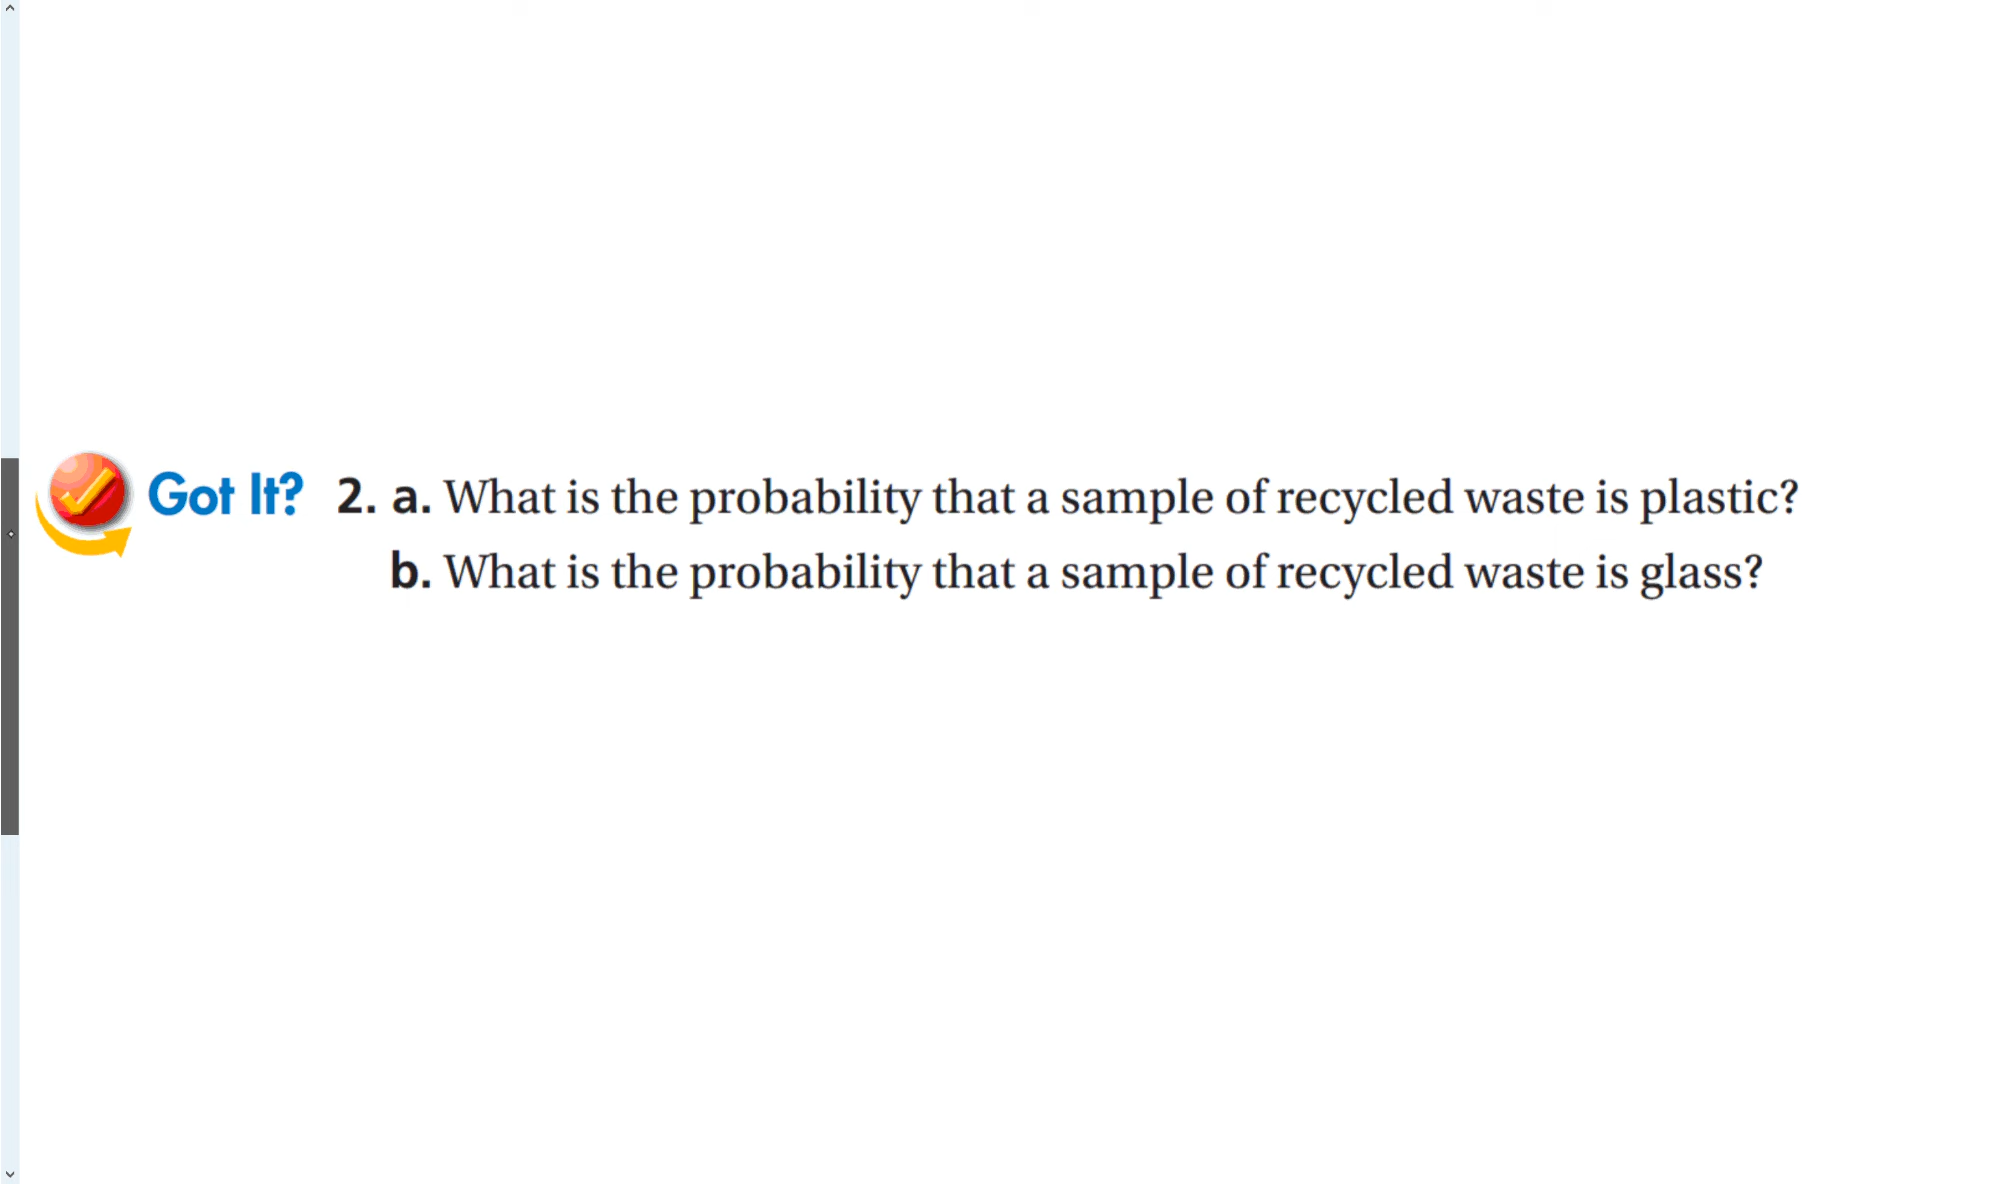 Got It? 2. a. What is the probability that a sample of recycled waste is plastic?
b. What is the probability that a sample of recycled waste is glass?